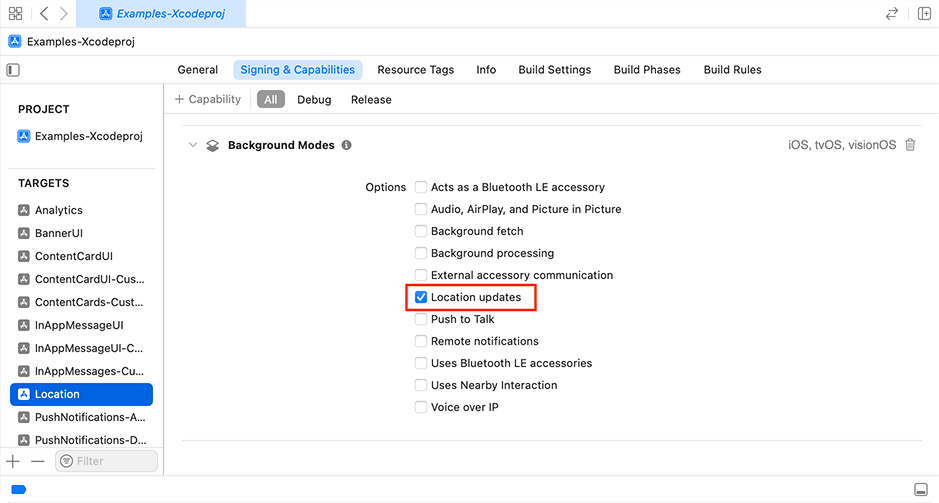 Examples-Xcodeproj
Examples-Xcodeproj
General Signing & Capabilities Resource Tags Info Build Settings Build Phases Build Rules
+ Capability All Debug Release
PROJECT
Examples-Xcodeproj
TARGETS
Analytics
BannerUI
ContentCardUI
ContentCardUI-Cus...
ContentCards-Cust...
InAppMessageUI
InAppMessageUI-C...
InAppMessages-Cu...
Location
PushNotifications-A...
PushNotifications-D...
Filter
Background Modes
iOS, tvOS, visionOS
Options
Acts as a Bluetooth LE accessory
Audio, AirPlay, and Picture in Picture
Background fetch
Background processing
External accessory communication
Location updates
Push to Talk
Remote notifications
Uses Bluetooth LE accessories
Uses Nearby Interaction
Voice over IP